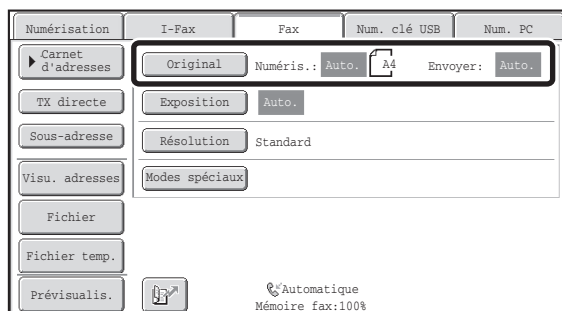 Numérisation I-Fax Fax Num. clé USB Num. PC
Carnet
d'adresses
Original Numéris.: Auto. A4 Envoyer: Auto.
TX directe Exposition Auto.
Sous-adresse Résolution Standard
Visu. adresses Modes spéciaux
Fichier
Fichier temp.
Prévisualis. Automatique
Mémoire fax:100%